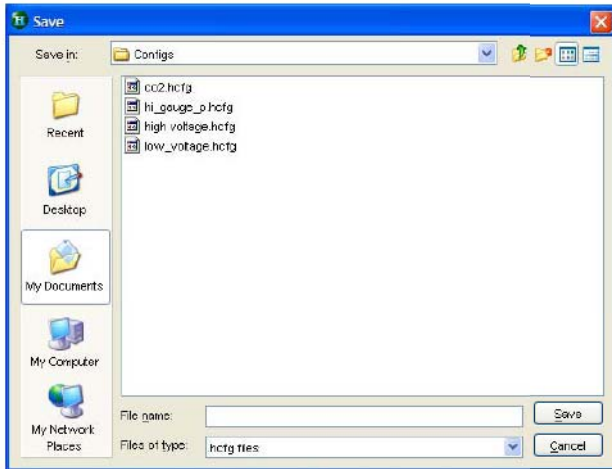 Save
Save in:
Configs
co2.hcfg
hi_gauge_p.hcfg
high voltage.hcfg
low_voltage.hcfg
Recent
Desktop
My Documents
My Computer
My Network
Places
File name:
Save
Files of type:
hcfg files
Cancel